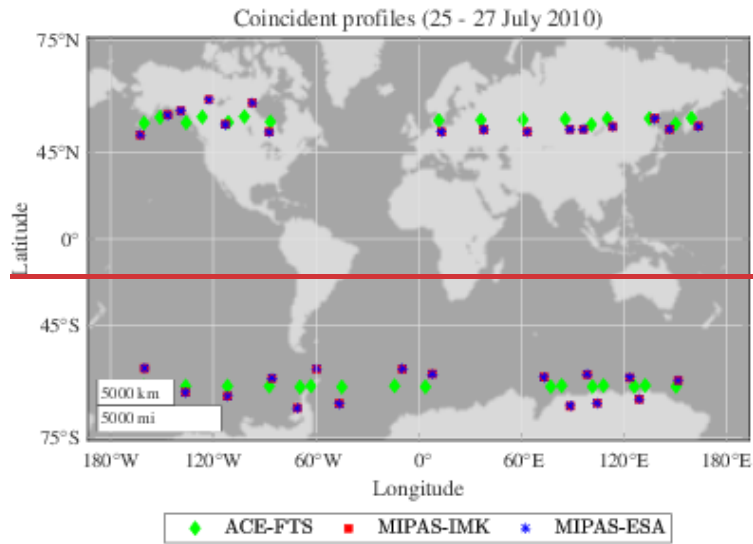 Coincident profiles (25 - 27 July 2010)
75°N
45°N
0°
45°S
75°S
Latitude
5000 km
5000 mi
180°W 120°W 60°W 0° 60°E 120°E 180°E
Longitude
ACE-FTS MIPAS-IMK MIPAS-ESA